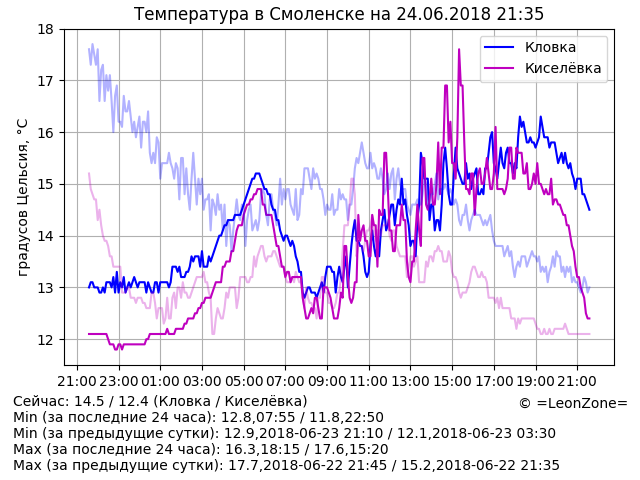 Температура в Смоленске на 24.06.2018 21:35
18
17
16
15
14
13
12
градусов Цельсия, °C
Кловка
Киселёвка
21:00 23:00 01:00 03:00 05:00 07:00 09:00 11:00 13:00 15:00 17:00 19:00 21:00
Сейчас: 14.5 / 12.4 (Кловка / Киселёвка)
© =LeonZone=
Min (за последние 24 часа): 12.8,07:55 / 11.8,22:50
Min (за предыдущие сутки): 12.9,2018-06-23 21:10 / 12.1,2018-06-23 03:30
Max (за последние 24 часа): 16.3,18:15 / 17.6,15:20
Max (за предыдущие сутки): 17.7,2018-06-22 21:45 / 15.2,2018-06-22 21:35